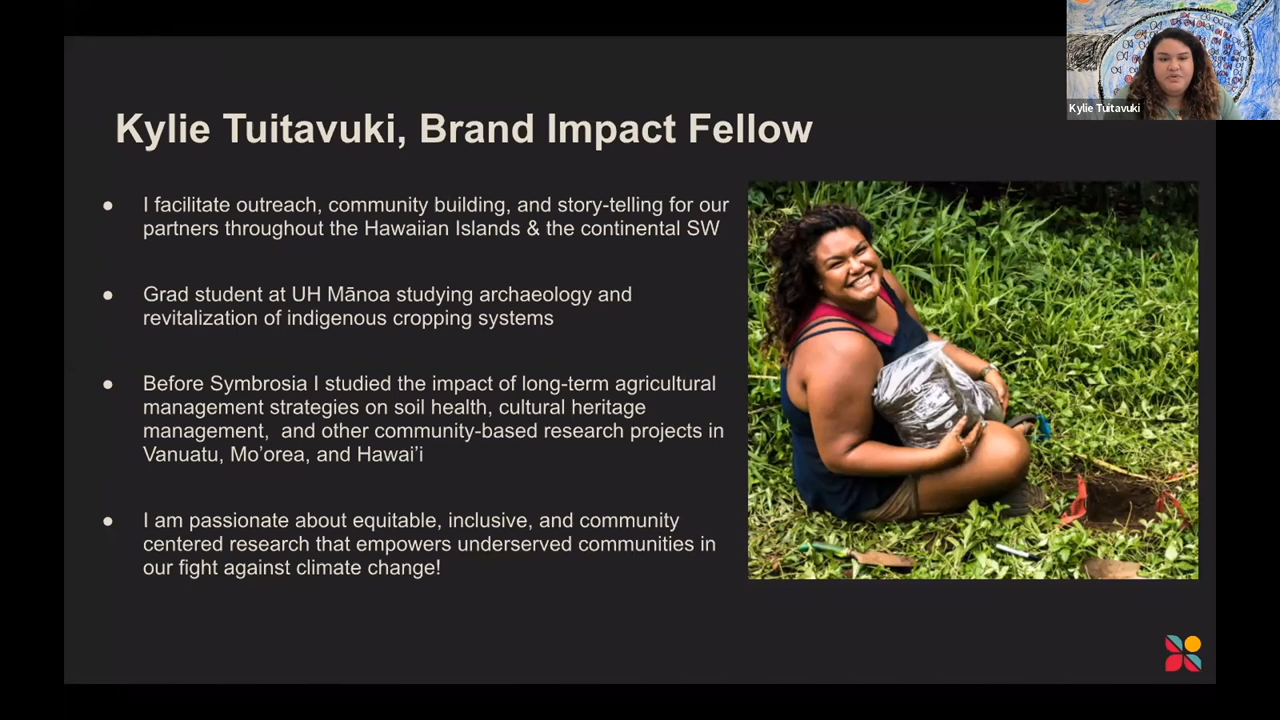 Kylie Tuitavuki
Kylie Tuitavuki, Brand Impact Fellow
● I facilitate outreach, community building, and story-telling for our
partners throughout the Hawaiian Islands & the continental SW
● Grad student at UH Mānoa studying archaeology and
revitalization of indigenous cropping systems
● Before Symbrosia I studied the impact of long-term agricultural
management strategies on soil health, cultural heritage
management,  and other community-based research projects in
Vanuatu, Mo’orea, and Hawai’i
● I am passionate about equitable, inclusive, and community
centered research that empowers underserved communities in
our fight against climate change!